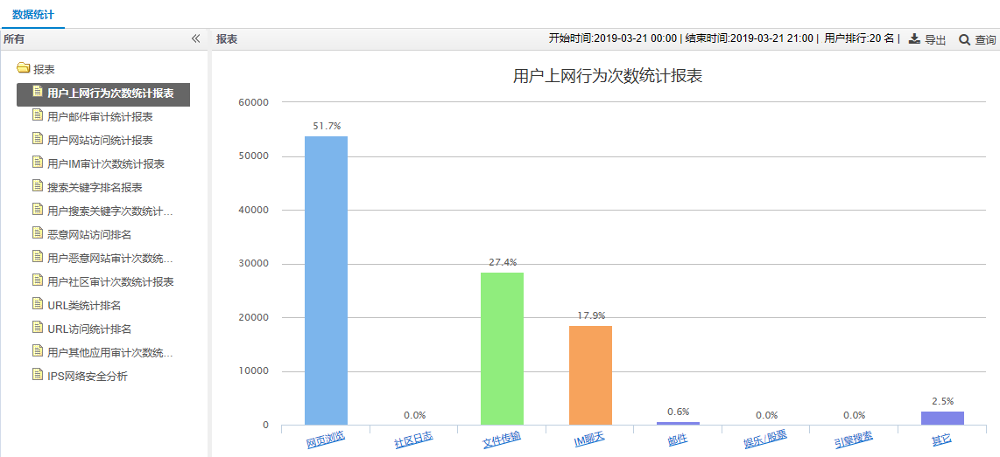 数据统计
所有
报表 开始时间:2019-03-21 00:00 | 结束时间:2019-03-21 21:00 | 用户排行:20 名 | 导出 查询
报表
用户上网行为次数统计报表
用户邮件审计统计报表
用户网站访问统计报表
用户IM审计次数统计报表
搜索关键字排名报表
用户搜索关键字次数统计...
恶意网站访问排名
用户恶意网站审计次数统...
用户社区审计次数统计报表
URL类统计排名
URL访问统计排名
用户其他应用审计次数统...
IPS网络安全分析
用户上网行为次数统计报表
60000
50000
40000
30000
20000
10000
0
51.7%
0.0%
27.4%
17.9%
0.6%
0.0%
0.0%
2.5%
网页浏览
社区日志
文件传输
IM聊天
邮件
娱乐/股票
引擎搜索
其它